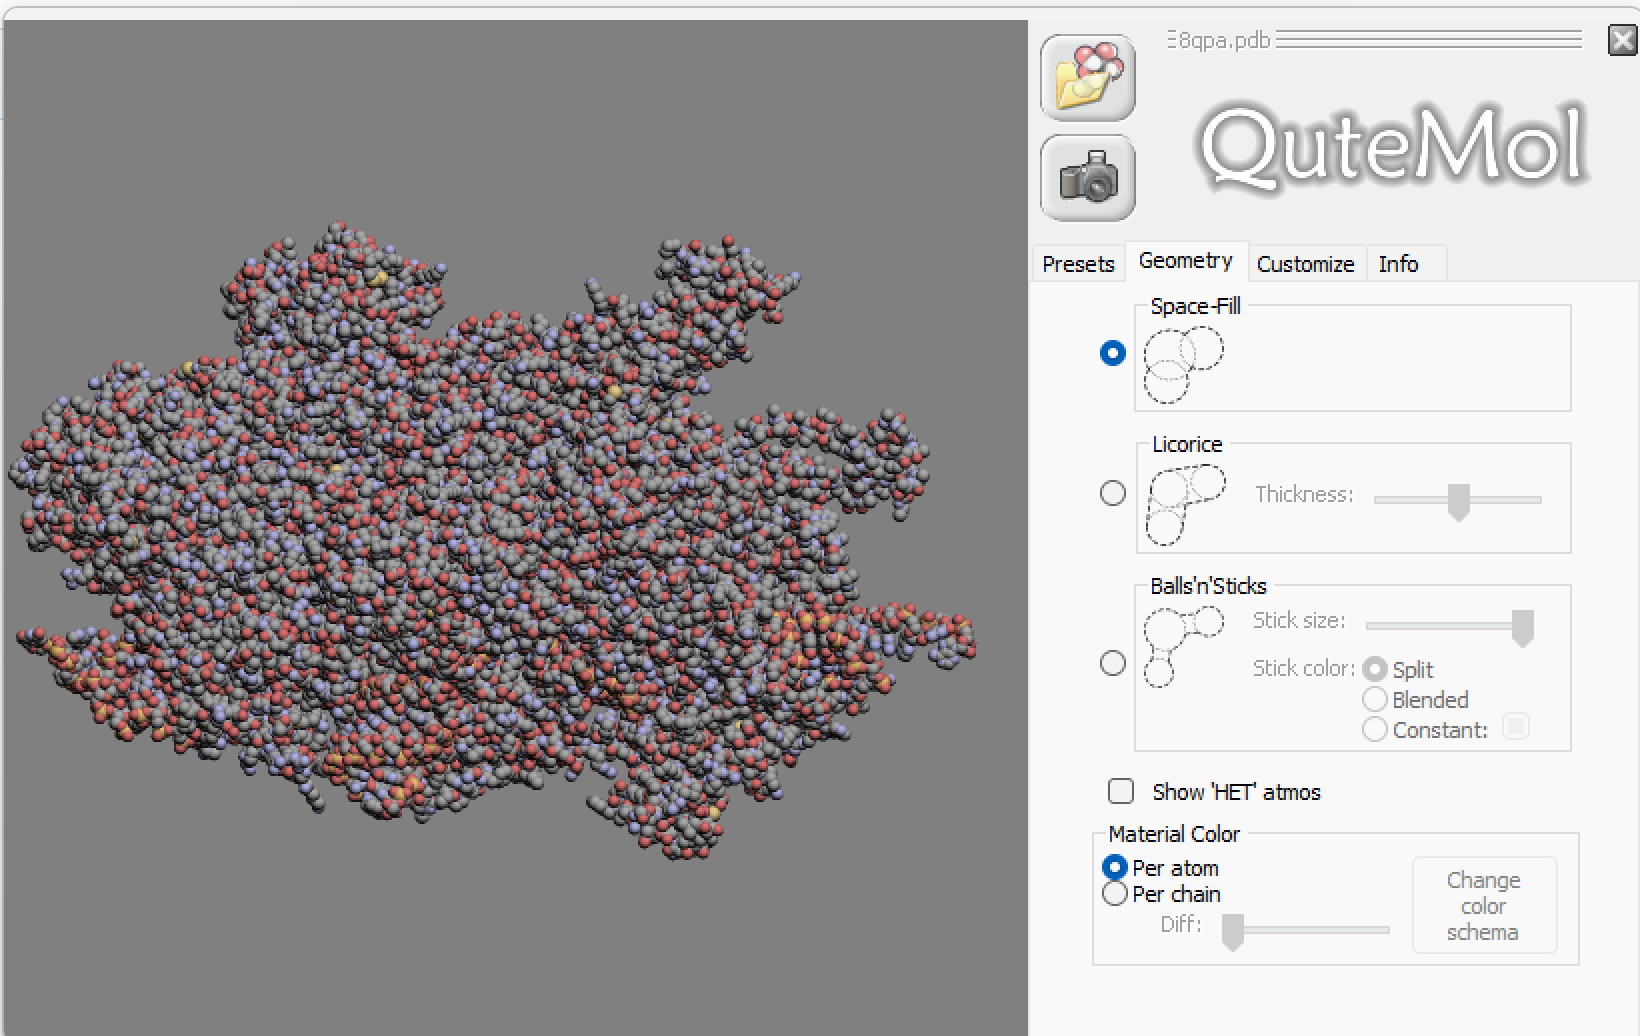 8qpa.pdb
QuteMol
Presets Geometry Customize Info
Space-Fill
Licorice
Thickness:
Balls'n'Sticks
Stick size:
Stick color: Split
Blended
Constant:
Show 'HET' atmos
Material Color
Per atom
Per chain
Diff:
Change
color
schema